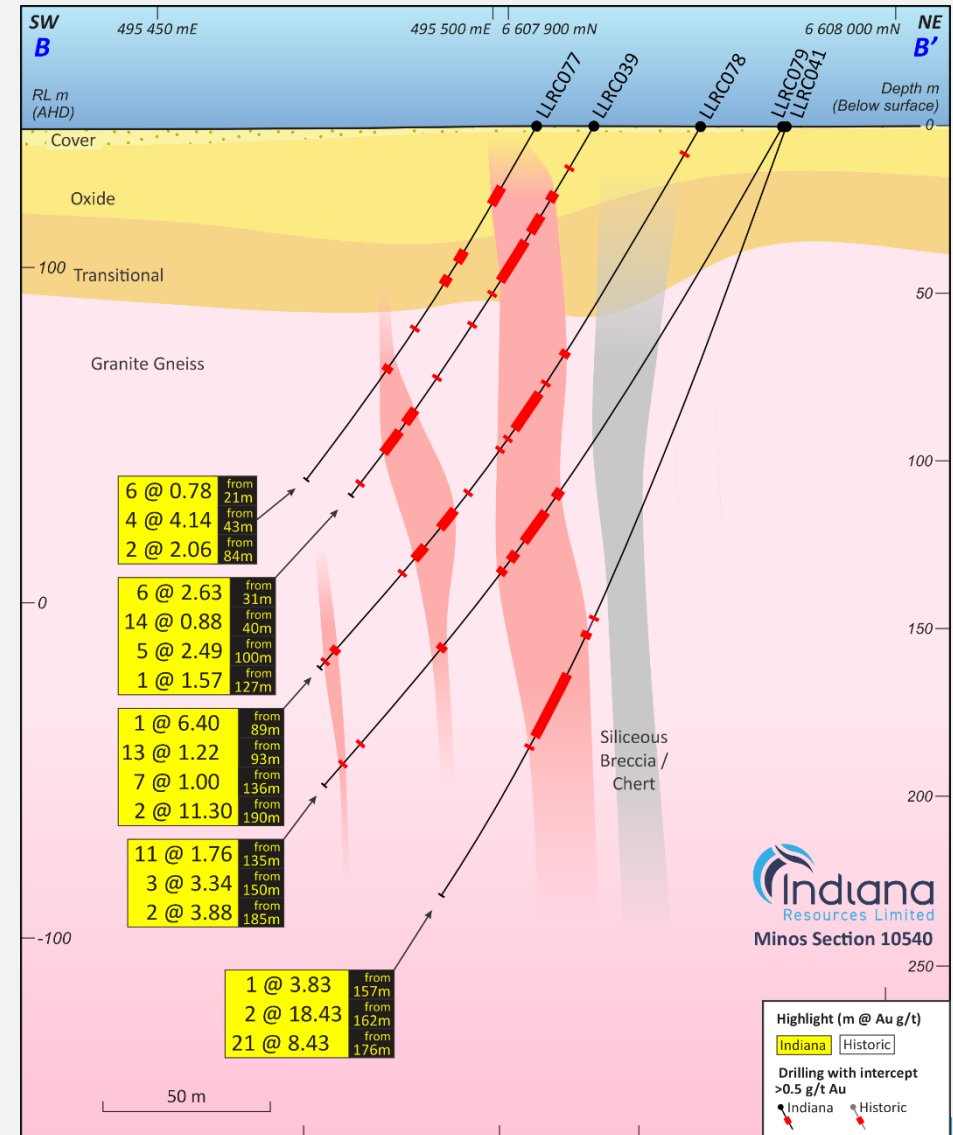 SW
B
495 450 mE
495 500 mE
6 607 900 mN
6 608 000 mN
NE
B'
RL m
(AHD)
LLRC077
LLRC039
LLRC078
LLRC079
LLRC041
Depth m
(Below surface)
0
Cover
Oxide
100
Transitional
50
Granite Gneiss
100
6 @ 0.78 from 21m
4 @ 4.14 from 43m
2 @ 2.06 from 84m
6 @ 2.63 from 31m
14 @ 0.88 from 40m
5 @ 2.49 from 100m
1 @ 1.57 from 127m
0
150
1 @ 6.40 from 89m
13 @ 1.22 from 93m
7 @ 1.00 from 136m
2 @ 11.30 from 190m
Siliceous
Breccia /
Chert
200
11 @ 1.76 from 135m
3 @ 3.34 from 150m
2 @ 3.88 from 185m
Indiana
Resources Limited
Minos Section 10540
-100
250
1 @ 3.83 from 157m
2 @ 18.43 from 162m
21 @ 8.43 from 176m
50 m
Highlight (m @ Au g/t)
Indiana Historic
Drilling with intercept
>0.5 g/t Au
Indiana Historic